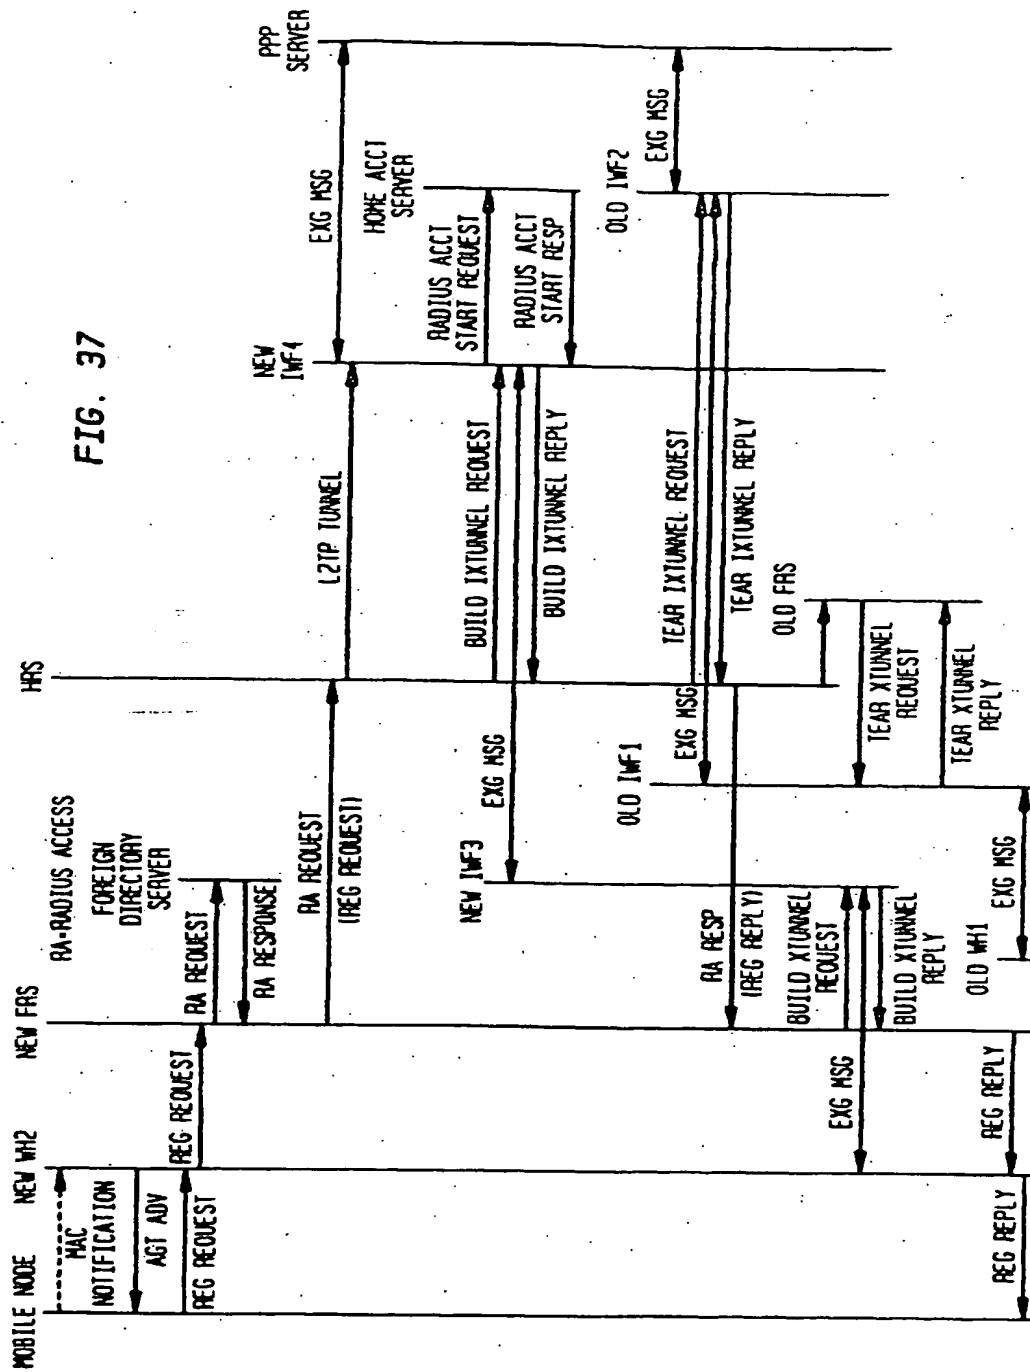 FIG. 37
MOBILE NODE
NEW WH2
NEW FRS
HRS
PPP
SERVER
MAC
NOTIFICATION
AGT ADV
REG REQUEST
REG REQUEST
RA-RADIUS ACCESS
FOREIGN
DIRECTORY
SERVER
RA REQUEST
RA RESPONSE
RA REQUEST
(REG REQUEST)
L2TP TUNNEL
NEW
IWF4
EXG MSG
HOME ACCT
SERVER
RADIUS ACCT
START REQUEST
RADIUS ACCT
START RESP
BUILD IXTUNNEL REQUEST
EXG MSG
NEW IWF3
BUILD IXTUNNEL REPLY
OLD IWF2
EXG MSG
TEAR IXTUNNEL REQUEST
EXG MSG
OLD IWF1
TEAR IXTUNNEL REPLY
RA RESP
(REG REPLY)
OLD FRS
TEAR XTUNNEL
REQUEST
TEAR XTUNNEL
REPLY
BUILD XTUNNEL
REQUEST
EXG MSG
BUILD XTUNNEL
REPLY
OLD WH1
EXG MSG
REG REPLY
REG REPLY